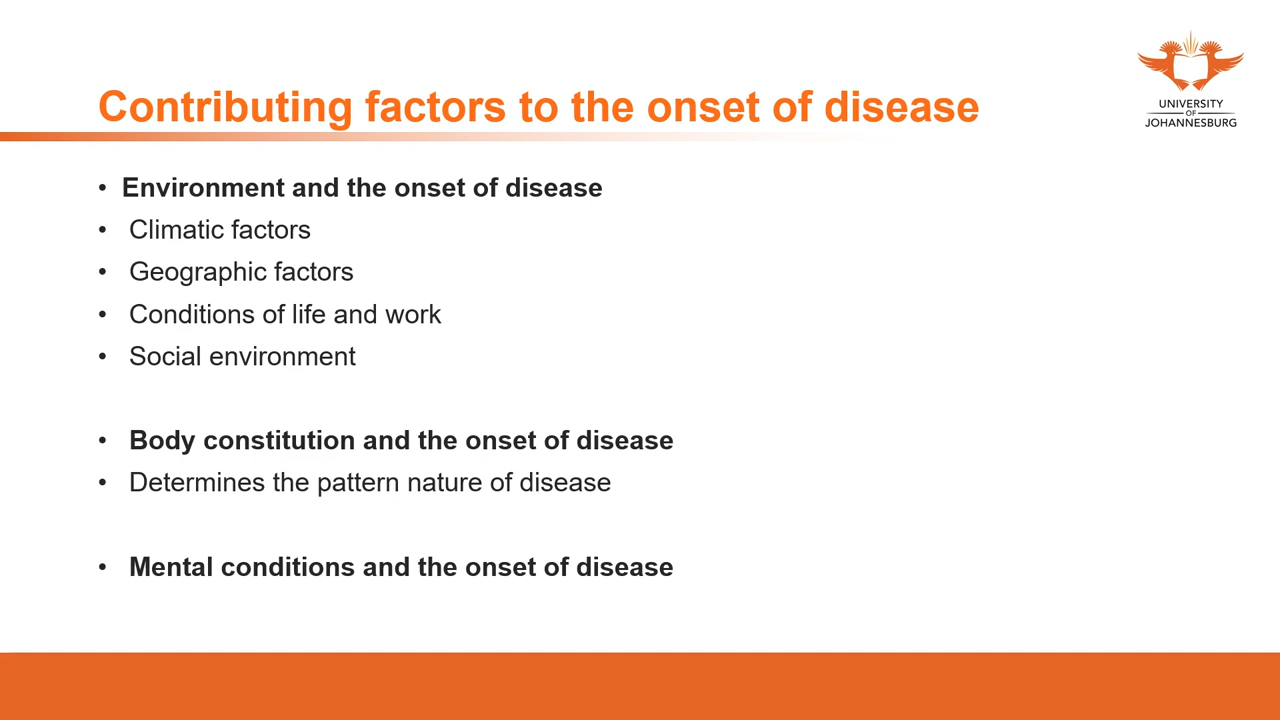 UNIVERSITY
OF
JOHANNESBURG
Contributing factors to the onset of disease
• Environment and the onset of disease
• Climatic factors
• Geographic factors
• Conditions of life and work
• Social environment
• Body constitution and the onset of disease
• Determines the pattern nature of disease
• Mental conditions and the onset of disease